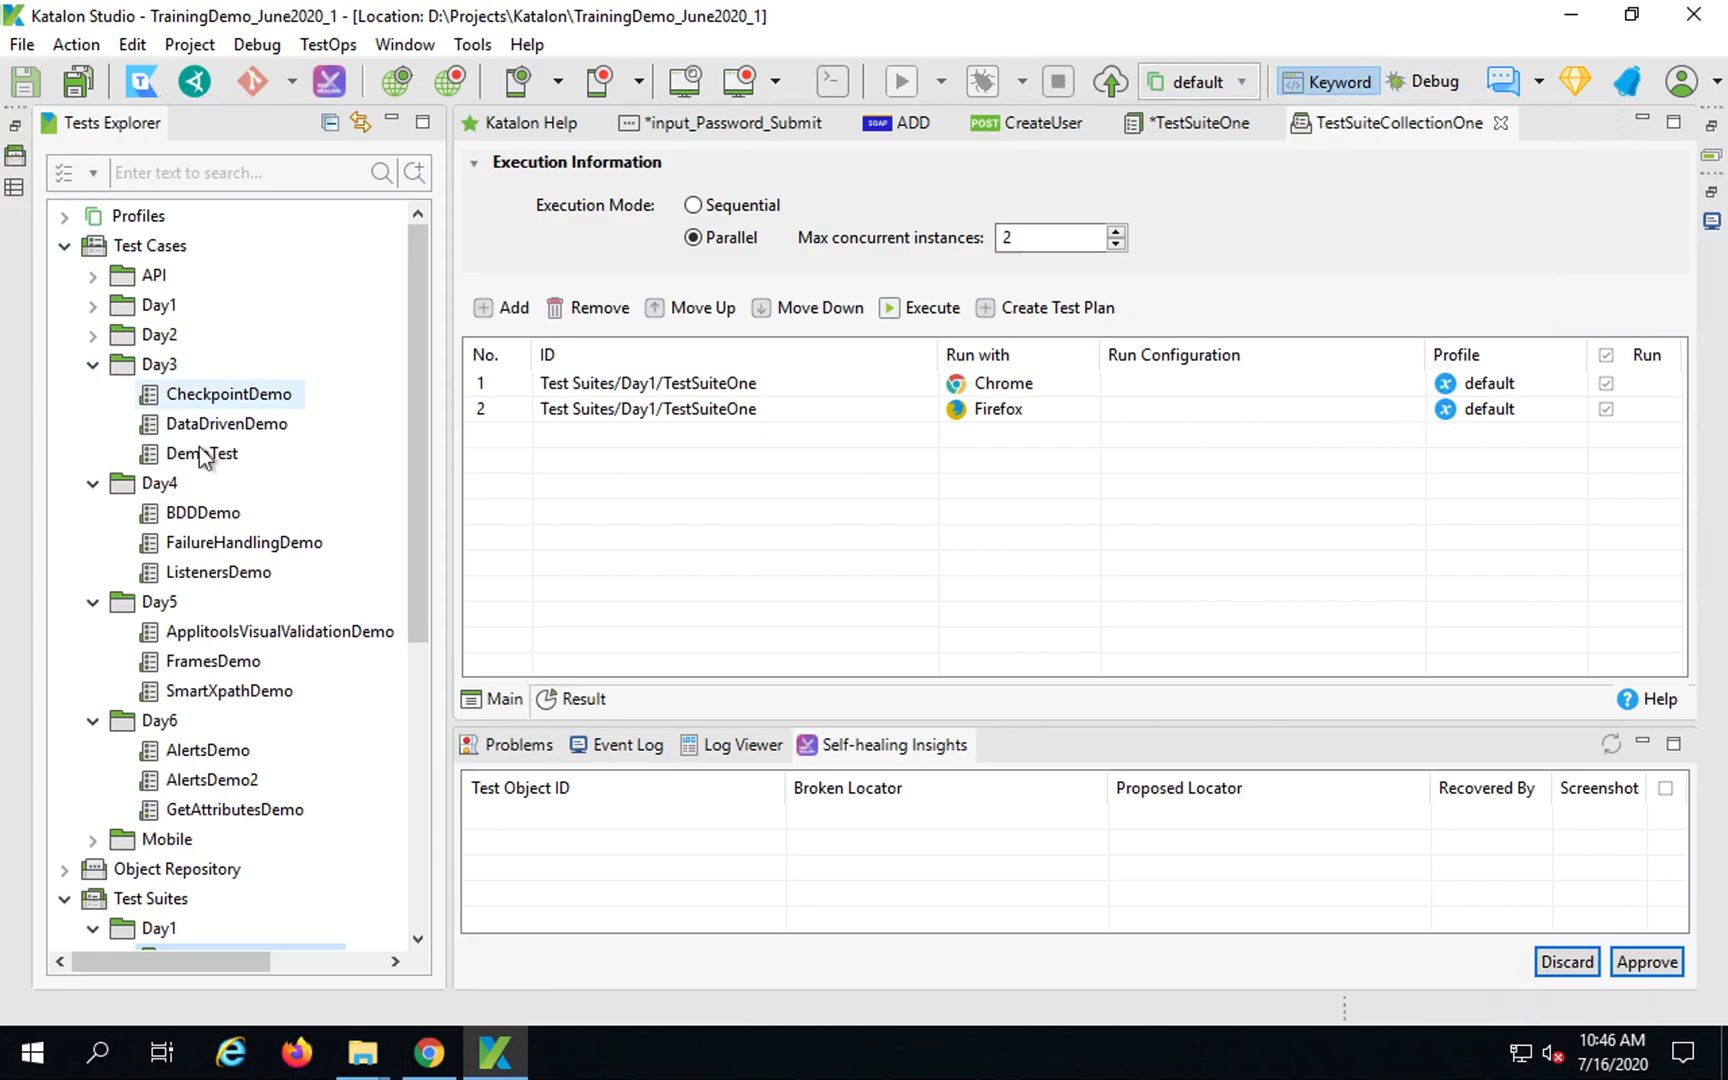 Katalon Studio - TrainingDemo_June2020_1 - [Location: D:\Projects\Katalon\TrainingDemo_June2020_1]
File Action Edit Project Debug TestOps Window Tools Help
default Keyword Debug
Tests Explorer
Katalon Help *input_Password_Submit SOAP ADD POST CreateUser *TestSuiteOne TestSuiteCollectionOne
Enter text to search...
Profiles
Test Cases
API
Day1
Day2
Day3
CheckpointDemo
DataDrivenDemo
Day4
BDDDemo
FailureHandlingDemo
ListenersDemo
Day5
ApplitoolsVisualValidationDemo
FramesDemo
SmartXpathDemo
Day6
AlertsDemo
AlertsDemo2
GetAttributesDemo
Mobile
Object Repository
Test Suites
Day1
Execution Information
Execution Mode: Sequential
Parallel Max concurrent instances: 2
Add Remove Move Up Move Down Execute Create Test Plan
No. ID Run with Run Configuration Profile Run
1 Test Suites/Day1/TestSuiteOne Chrome default
2 Test Suites/Day1/TestSuiteOne Firefox default
Main Result Help
Problems Event Log LOG Log Viewer Self-healing Insights
Test Object ID Broken Locator Proposed Locator Recovered By Screenshot
Discard Approve
10:46 AM
7/16/2020